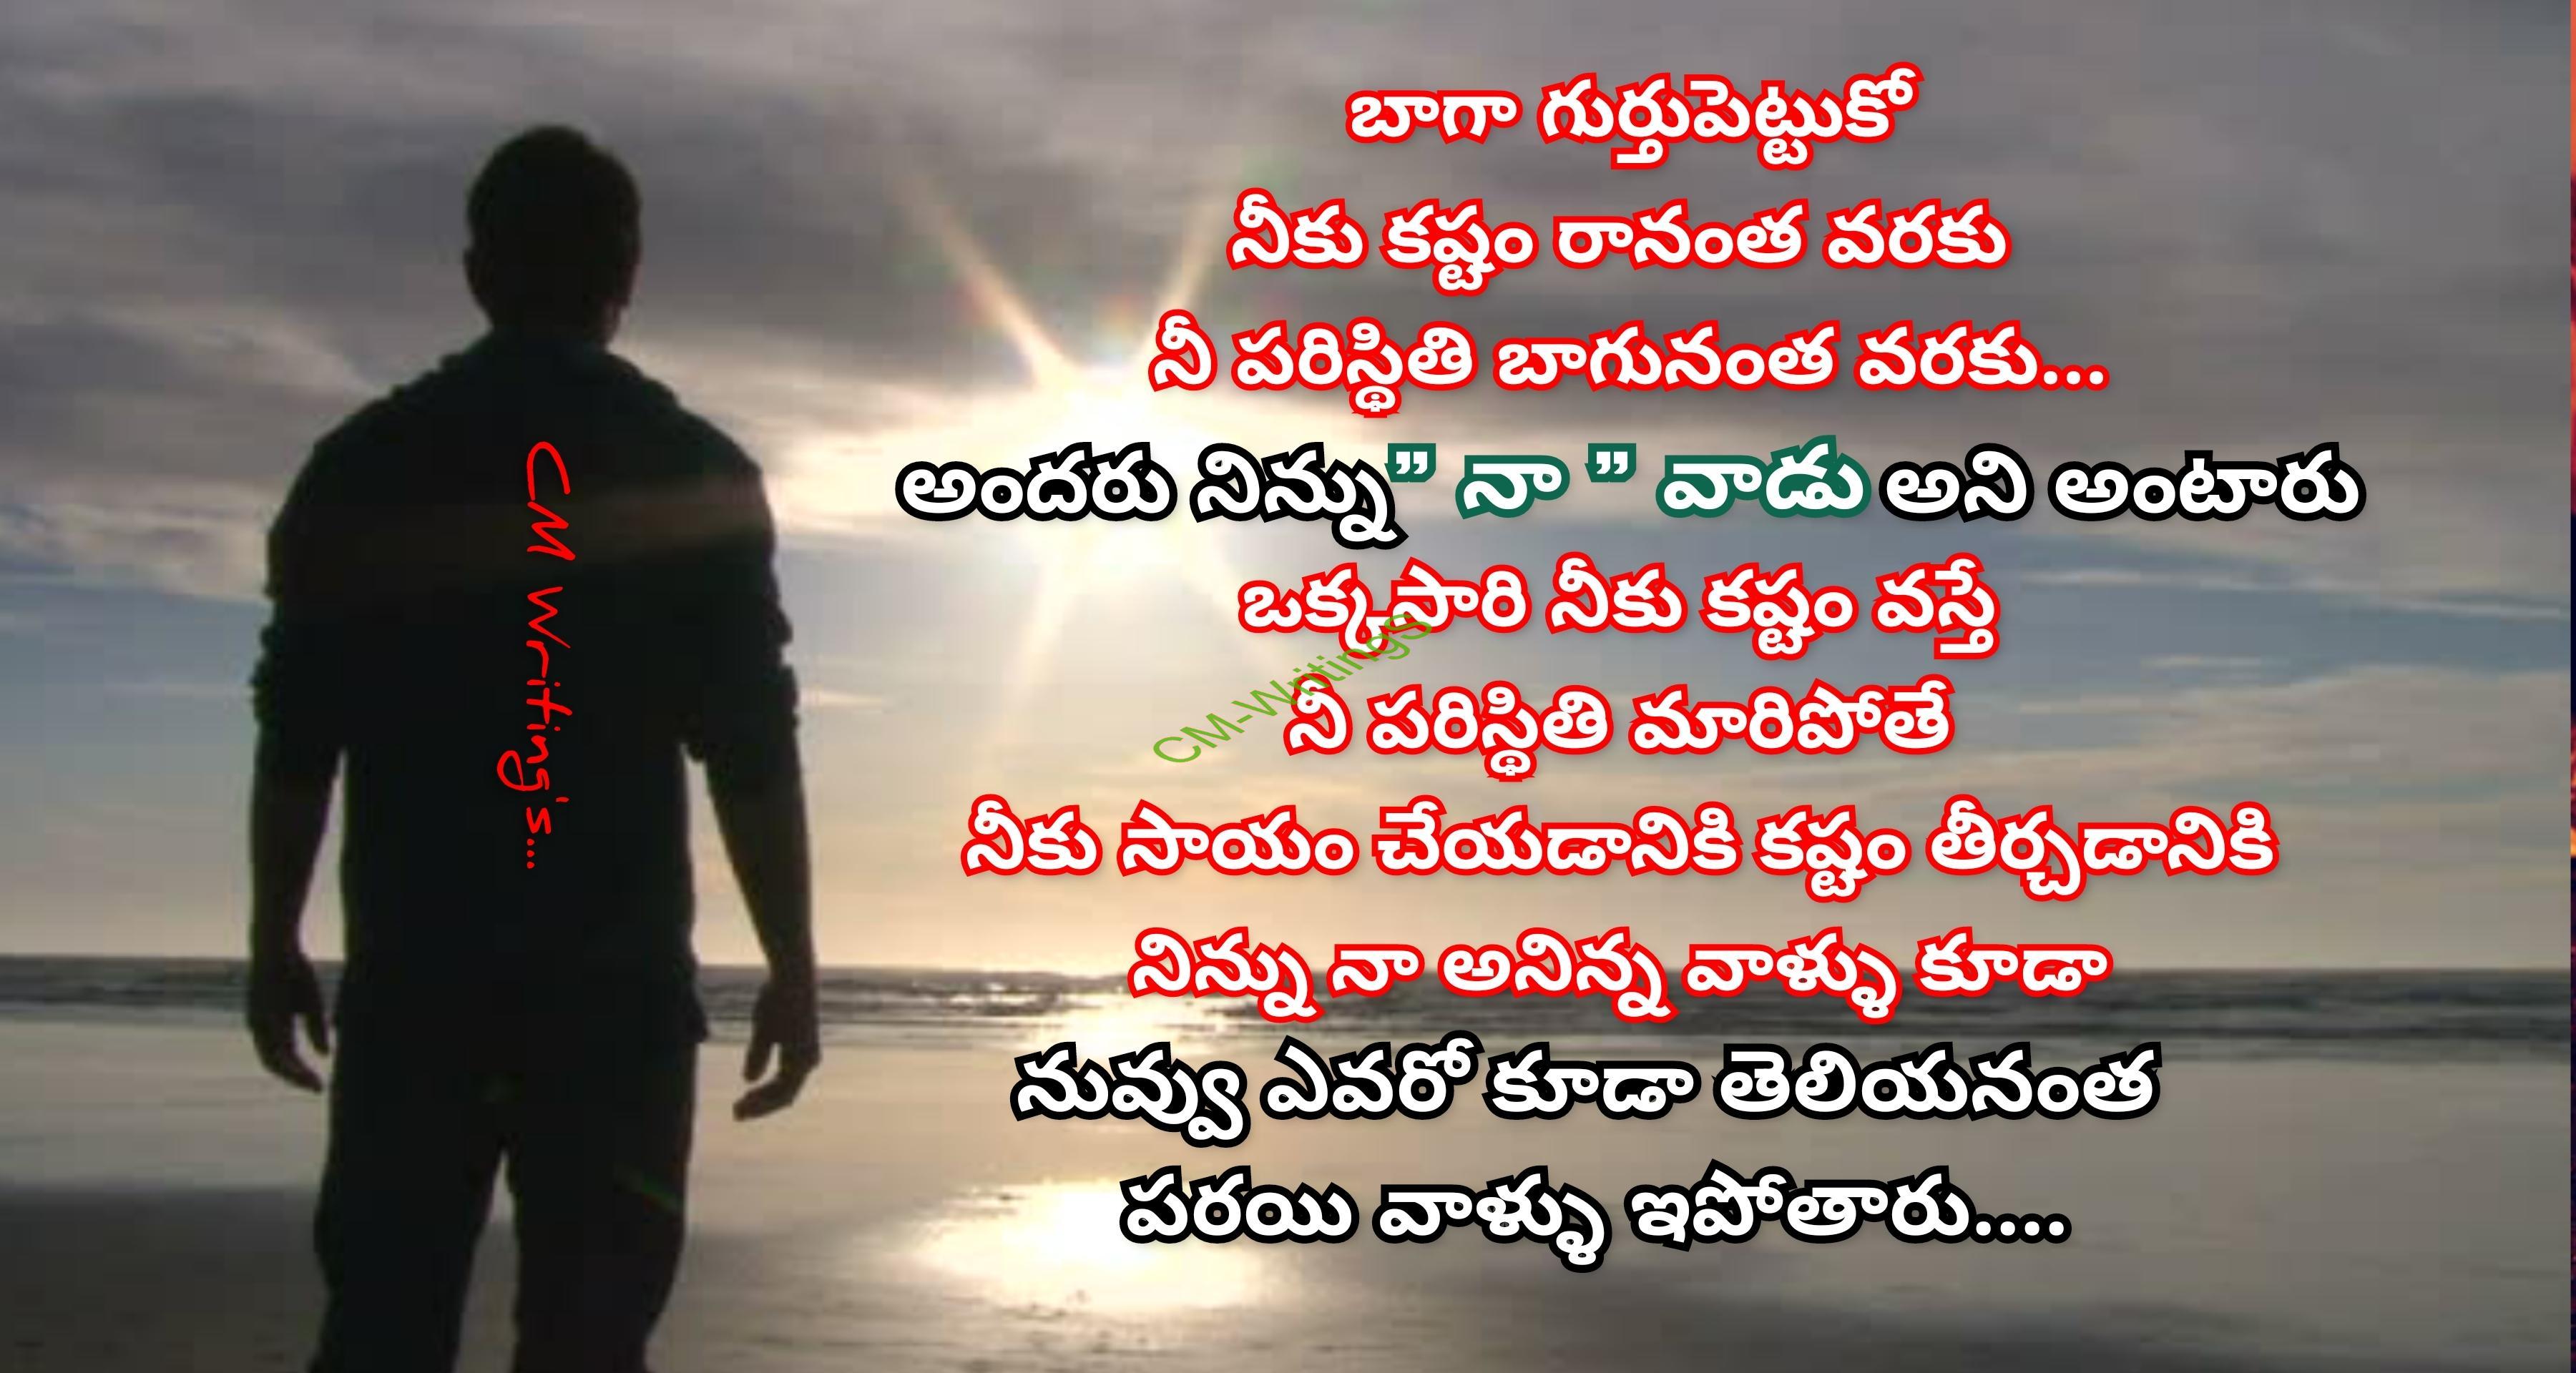 బాగా గుర్తుపెట్టుకో
నీకు కష్టం రానంత వరకు
నీ పరిస్థితి బాగునంత వరకు...
అందరు నిన్ను" నా " వాడు అని అంటారు
ఒక్కసారి నీకు కష్టం వస్తే
నీ పరిస్థితి మారిపోతే
నీకు సాయం చేయడానికి కష్టం తీర్చడానికి
నిన్ను నా అనిన్న వాళ్ళు కూడా
నువ్వు ఎవరో కూడా తెలియనంత
పరయి వాళ్ళు ఇపోతారు....
CM Writing's...
CM-Writings